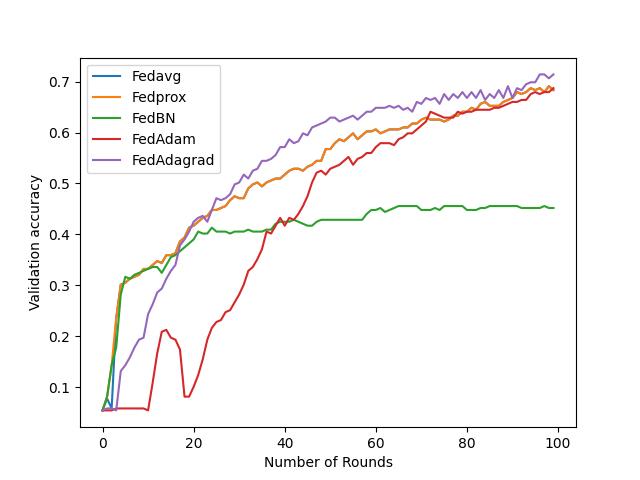 Fedavg
Fedprox
FedBN
FedAdam
FedAdagrad
Validation accuracy
0.7
0.6
0.5
0.4
0.3
0.2
0.1
0 20 40 60 80 100
Number of Rounds